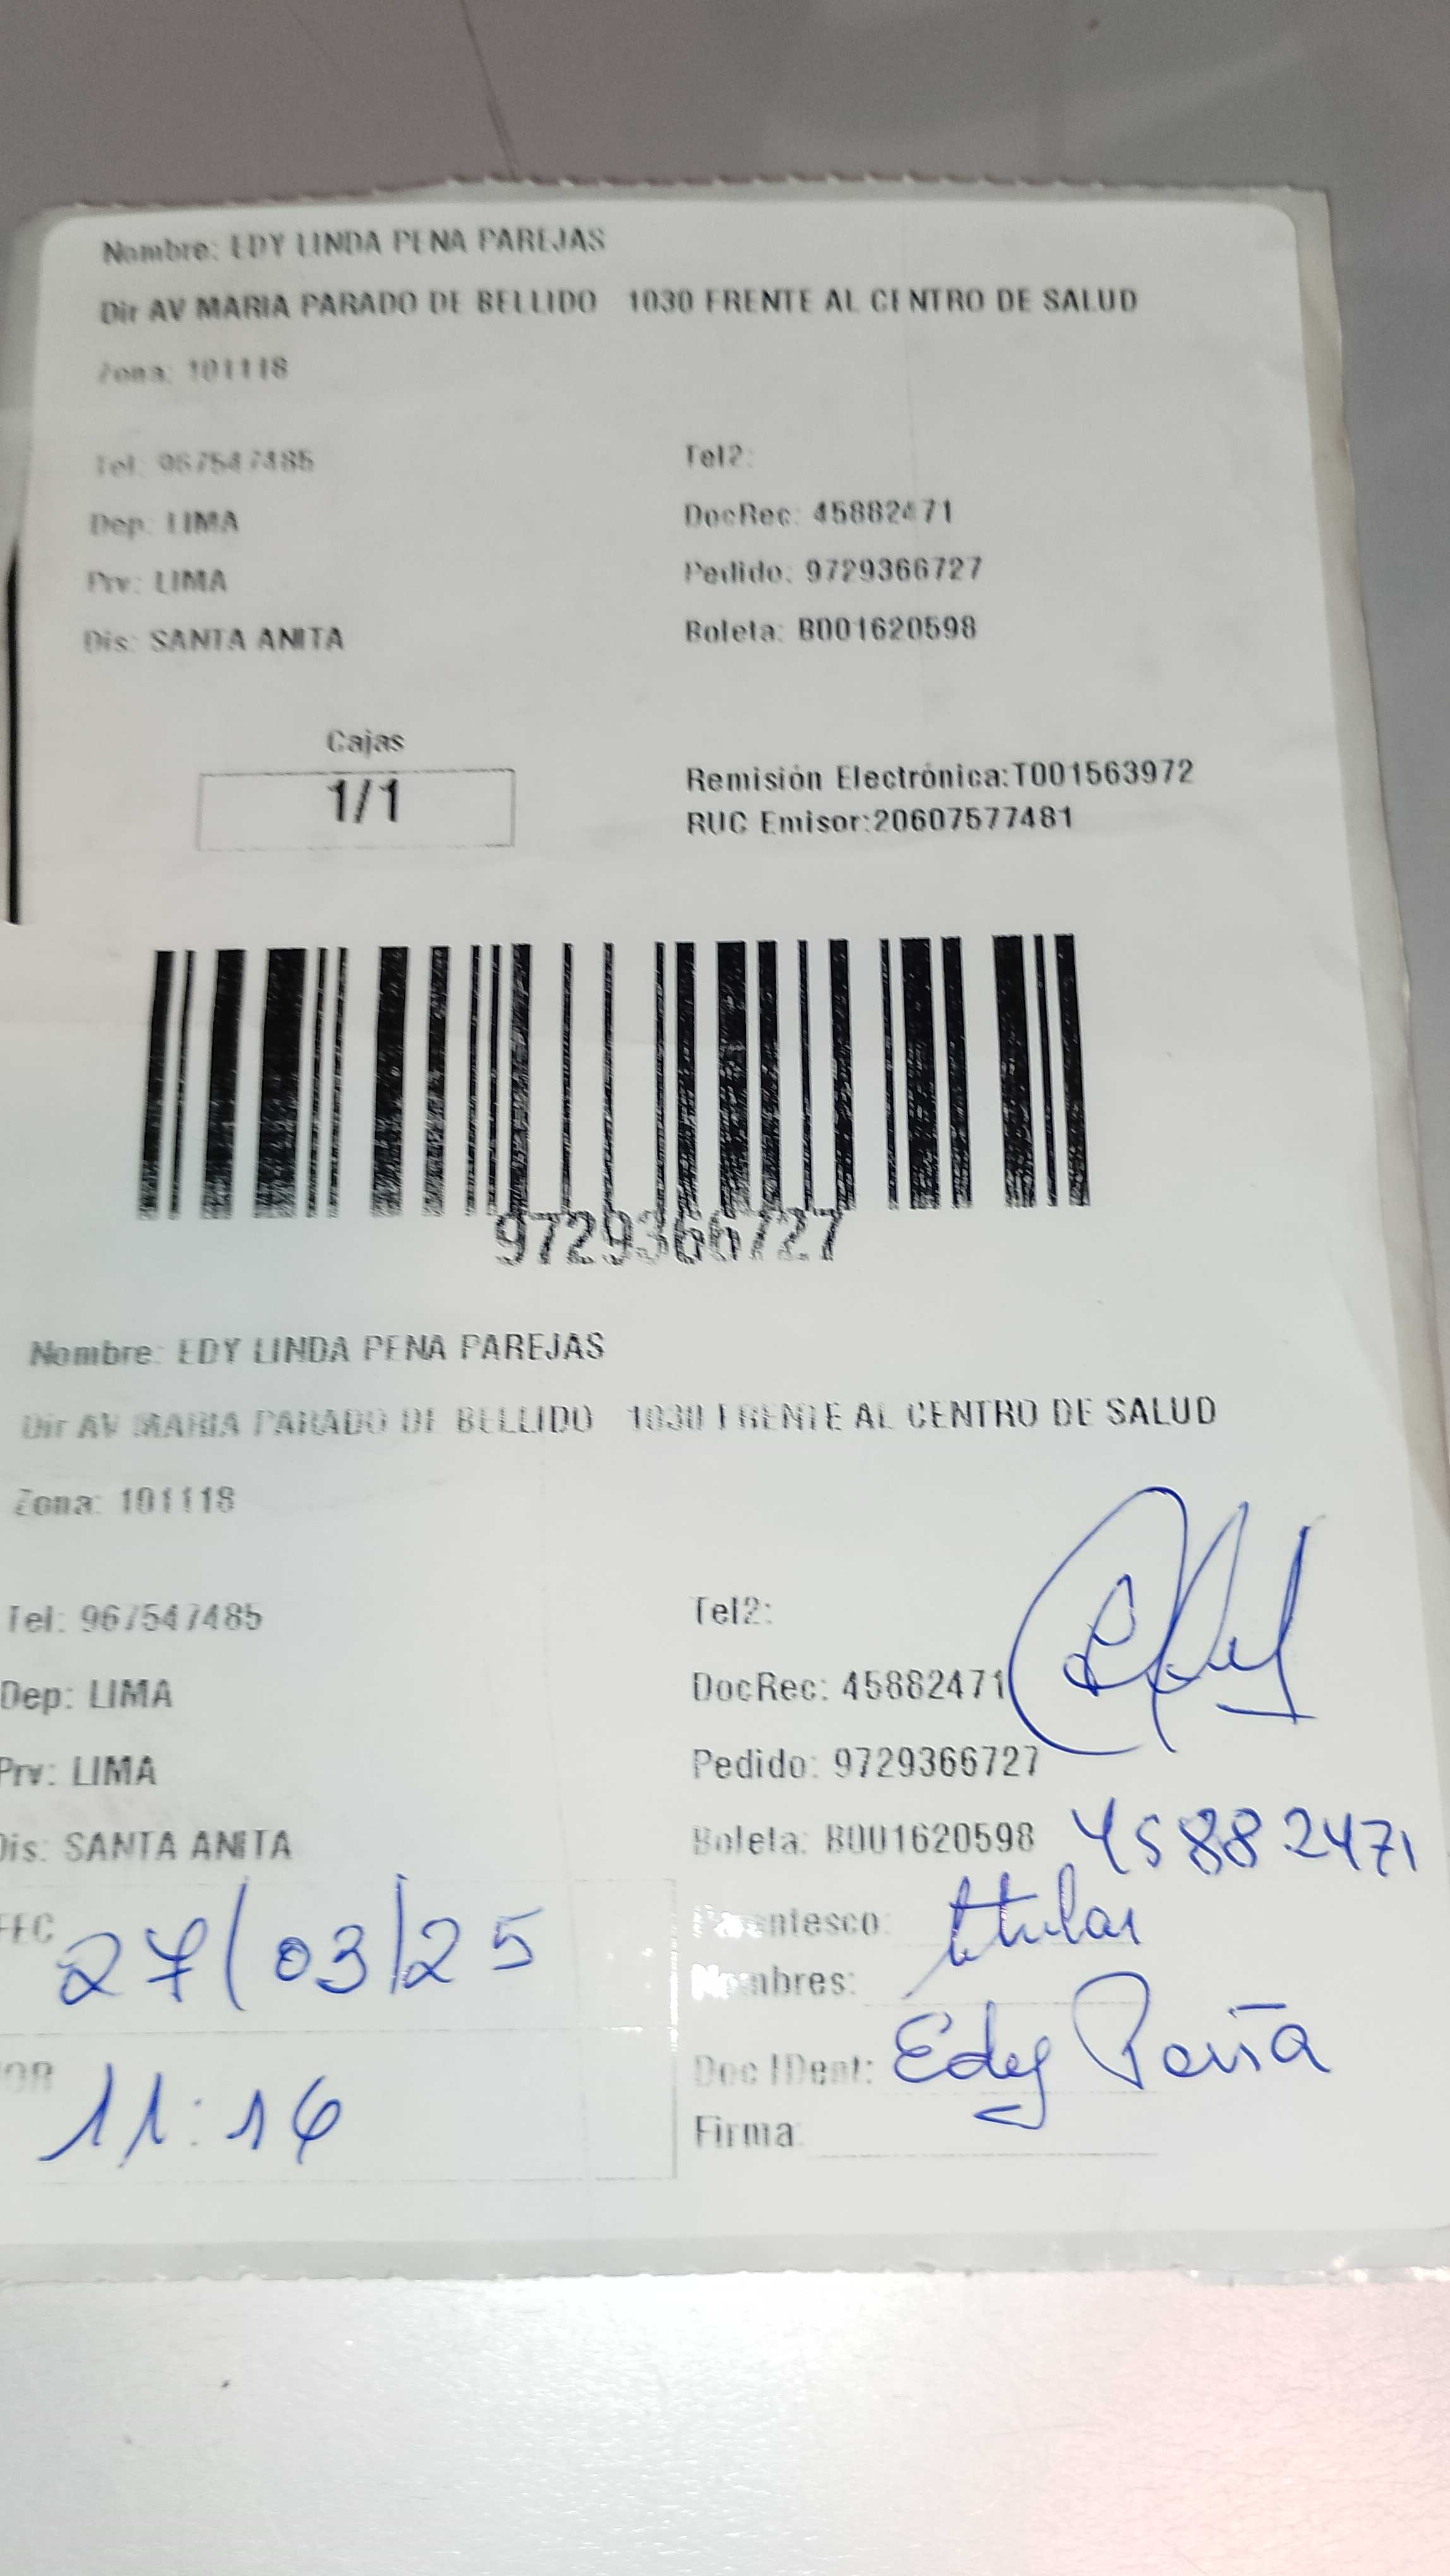 Nombre: EDY LINDA PENA PAREJAS
Dir AV MARIA PARADO DE BELLIDO 1030 FRENTE AL CENTRO DE SALUD
Zona: 101118
Tel: 967547485 Tel2:
Dep: LIMA DocRec: 45882471
Prv: LIMA Pedido: 9729366727
Dis: SANTA ANITA Boleta: B001620598
Cajas
1/1
Remisión Electrónica:T001563972
RUC Emisor:20607577481
9729366727
Nombre: EDY LINDA PENA PAREJAS
Dir AV MARIA PARADO DE BELLIDO 1030 FRENTE AL CENTRO DE SALUD
Zona: 101118
Tel: 967547485 Tel2:
Dep: LIMA DocRec: 45882471
Prv: LIMA Pedido: 9729366727
Dis: SANTA ANITA Boleta: B001620598 45882471
FEC 27/03/25 Parentesco: titular
Nombres:
HOR 11:16 Doc IDent: Edy Peña
Firma: